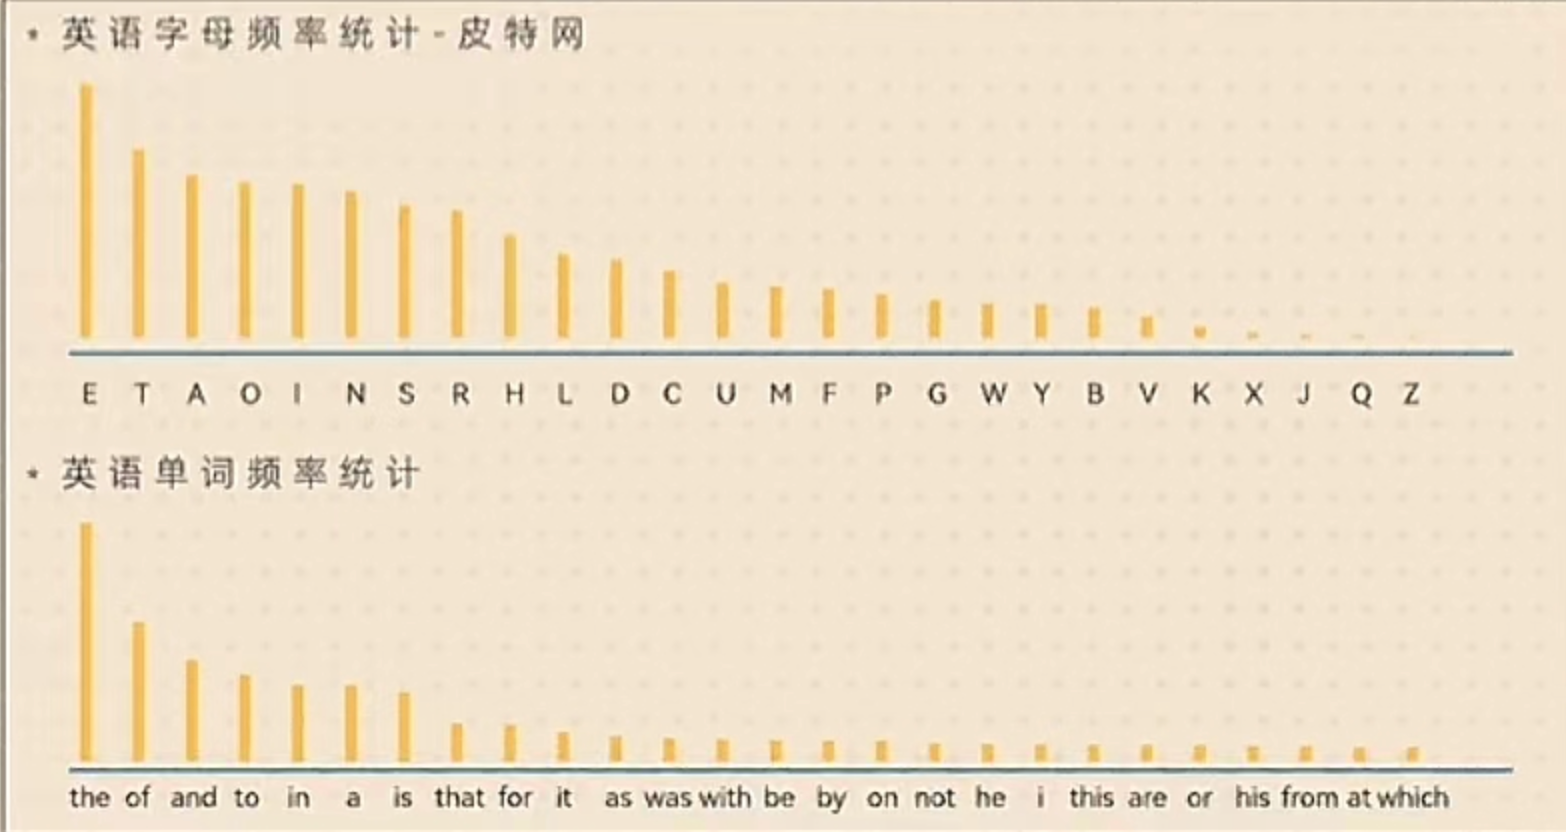 * 英语字母频率统计-皮特网
E T A O I N S R H L D C U M F P G W Y B V K X J Q Z
* 英语单词频率统计
the of and to in a is that for it as was with be by on not he i this are or his from at which